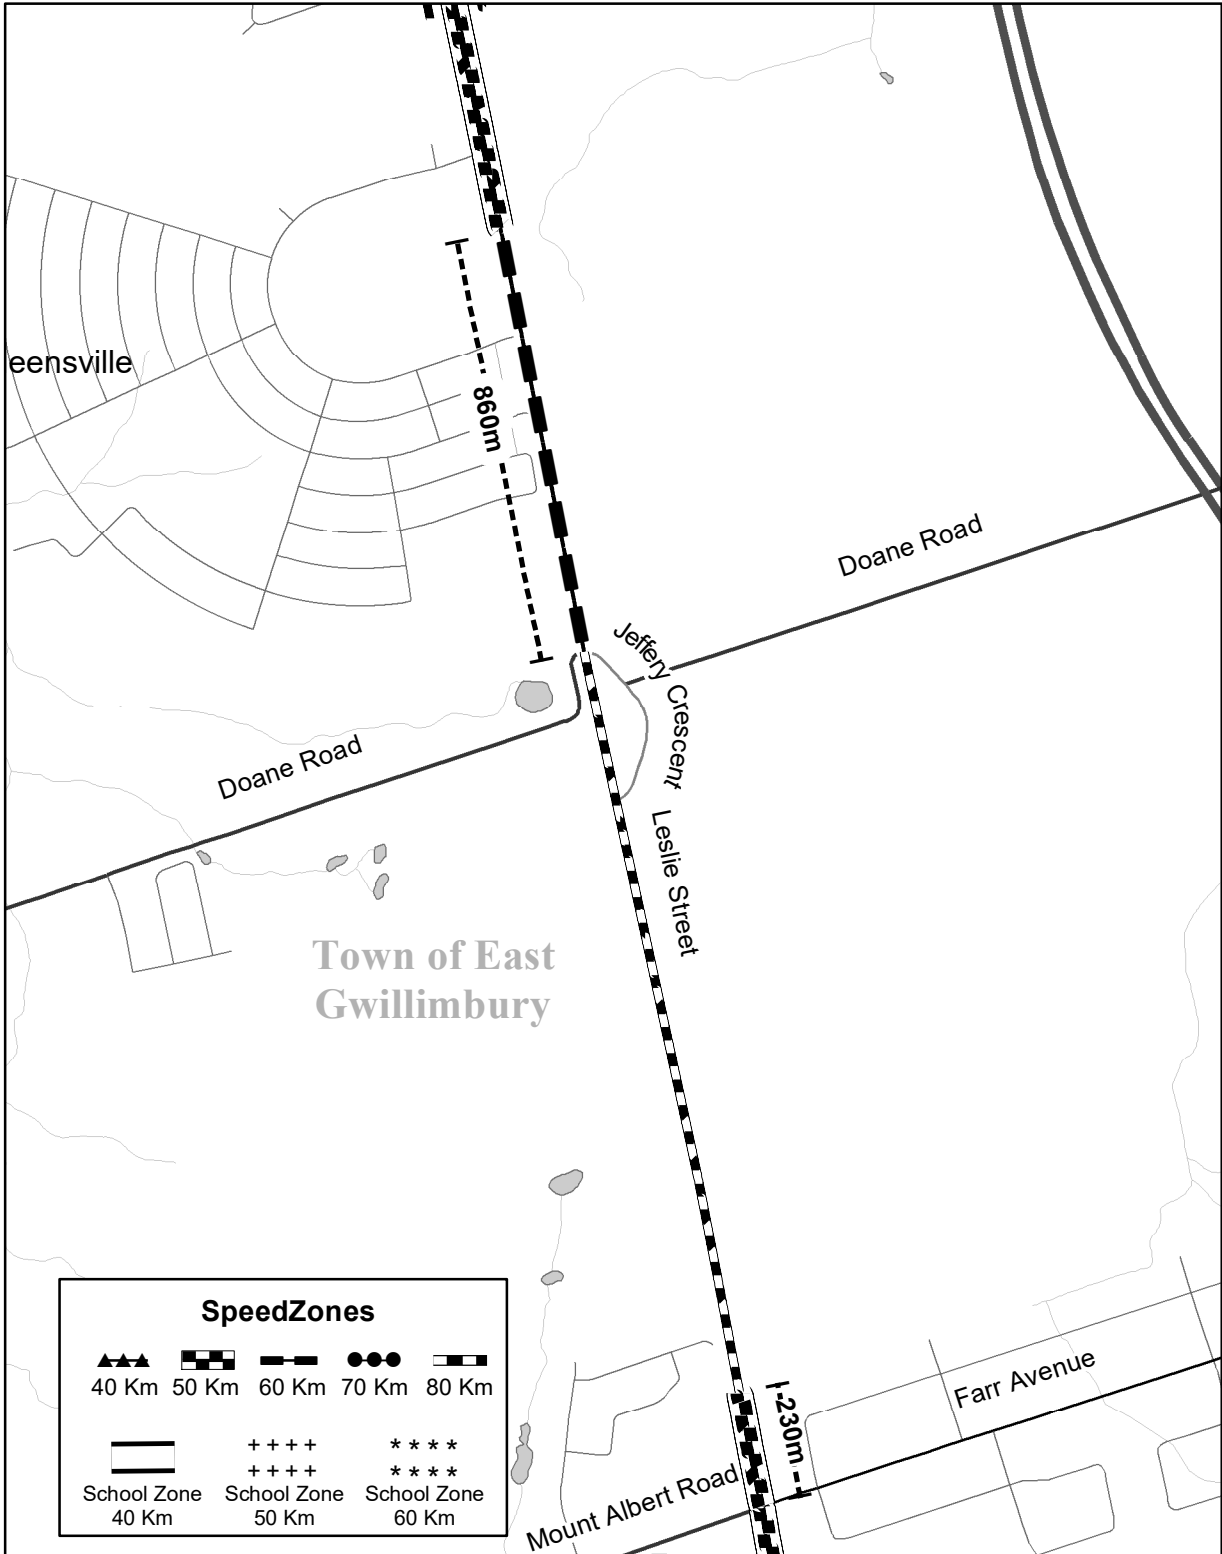 eensville
860m
Doane Road
Jeffery Crescent
Doane Road
Leslie Street
Town of East
Gwillimbury
230m
Farr Avenue
Mount Albert Road
SpeedZones
40 Km 50 Km 60 Km 70 Km 80 Km
School Zone School Zone School Zone
40 Km 50 Km 60 Km